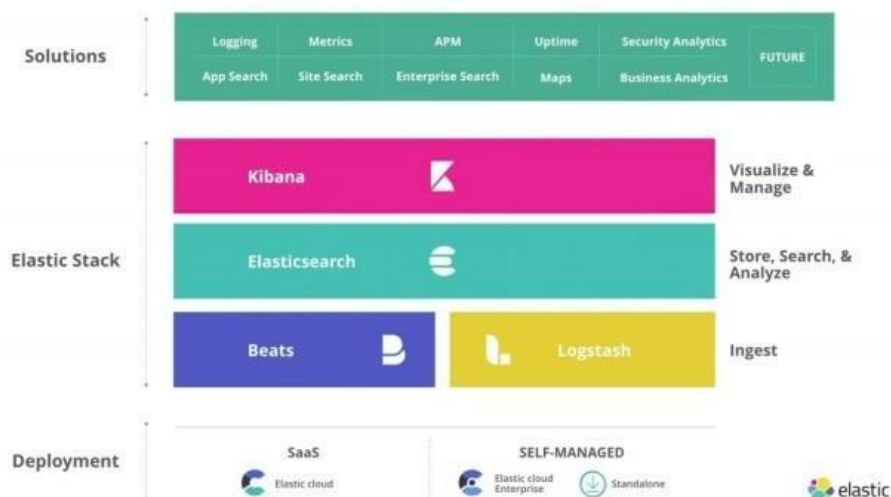 Solutions
Logging Metrics APM Uptime Security Analytics
FUTURE
App Search Site Search Enterprise Search Maps Business Analytics
Elastic Stack
Kibana
Visualize &
Manage
Elasticsearch
Store, Search, &
Analyze
Beats
Logstash
Ingest
Deployment
SaaS
Elastic cloud
SELF-MANAGED
Elastic cloud
Enterprise
Standalone
elastic